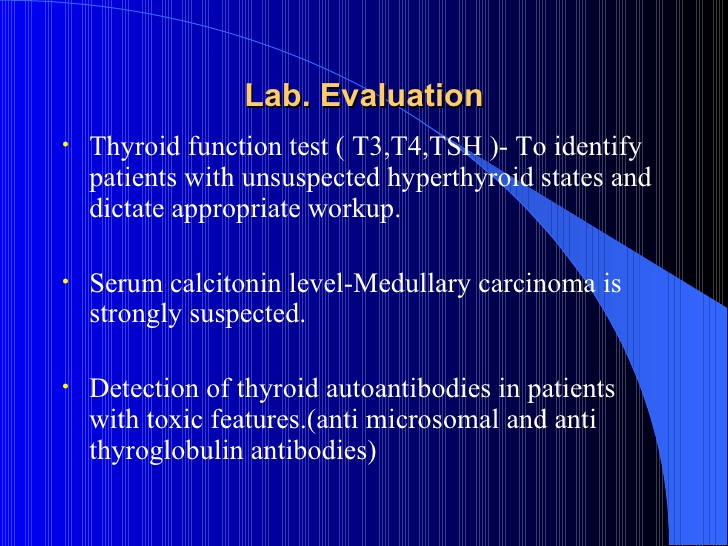 Lab. Evaluation
• Thyroid function test ( T3,T4,TSH )- To identify
patients with unsuspected hyperthyroid states and
dictate appropriate workup.
• Serum calcitonin level-Medullary carcinoma is
strongly suspected.
• Detection of thyroid autoantibodies in patients
with toxic features.(anti microsomal and anti
thyroglobulin antibodies)